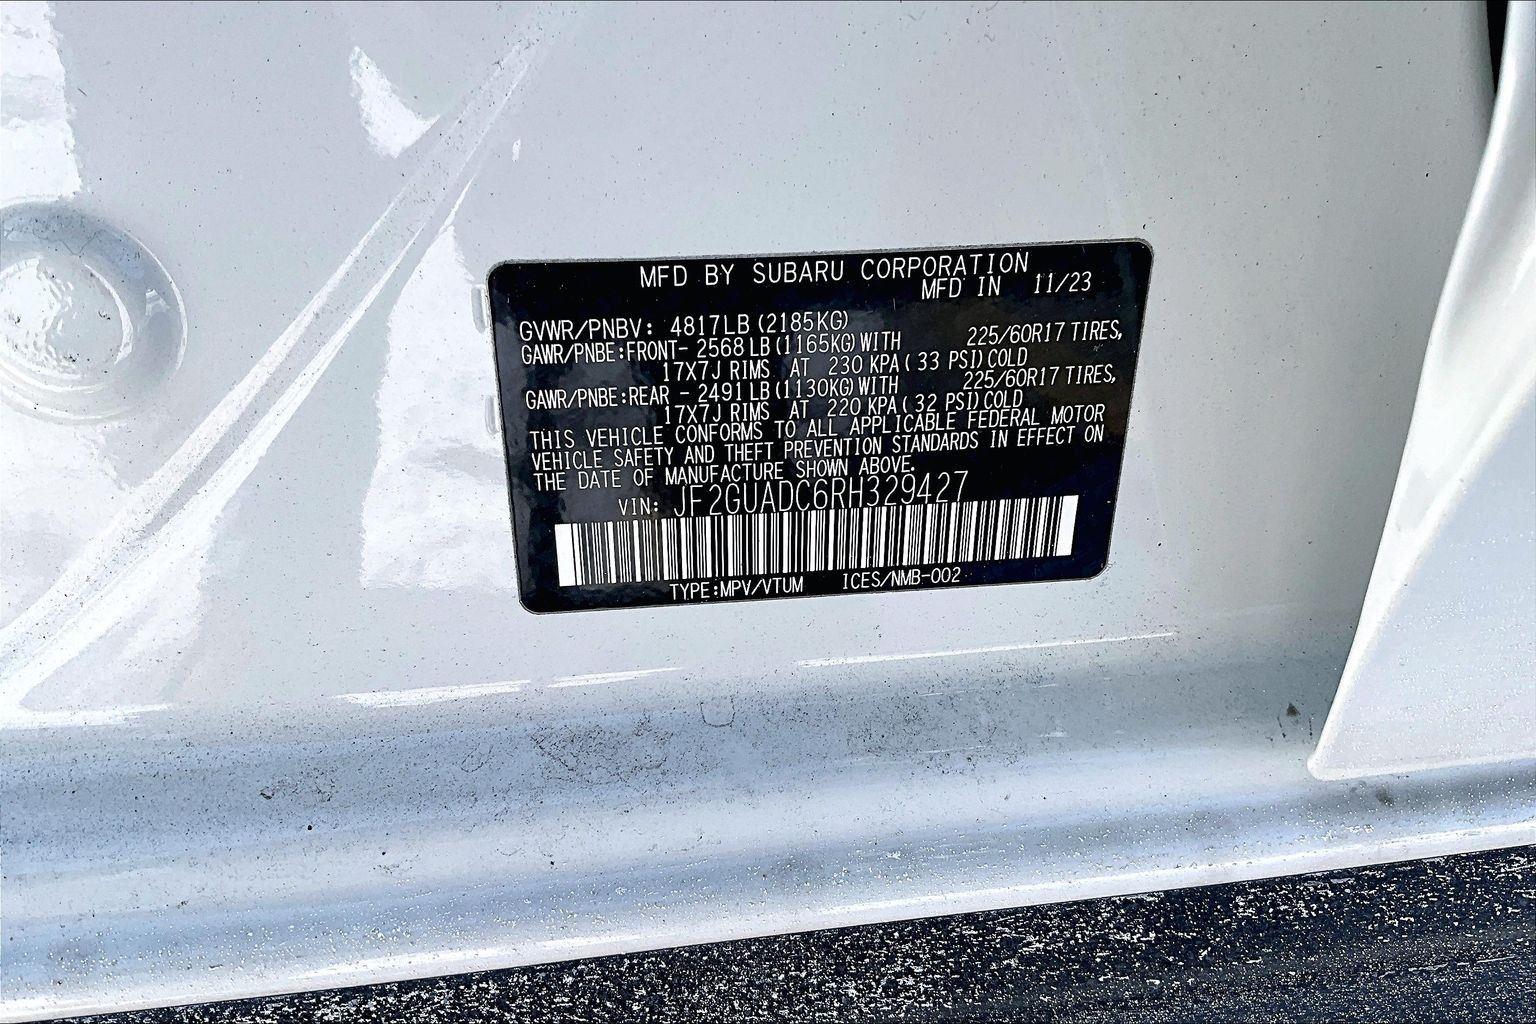 MFD BY SUBARU CORPORATION
MFD IN 11/23
GVWR/PNBV: 4817LB(2185KG)
GAWR/PNBE:FRONT- 2568 LB(1165KG)WITH 225/60R17 TIRES,
17X7J RIMS AT 230 KPA( 33 PSI)COLD
GAWR/PNBE:REAR - 2491 LB(1130KG)WITH 225/60R17 TIRES,
17X7J RIMS AT 220 KPA( 32 PSI)COLD
THIS VEHICLE CONFORMS TO ALL APPLICABLE FEDERAL MOTOR
VEHICLE SAFETY AND THEFT PREVENTION STANDARDS IN EFFECT ON
THE DATE OF MANUFACTURE SHOWN ABOVE.
VIN: JF2GUADC6RH329427
TYPE:MPV/VTUM ICES/NMB-002